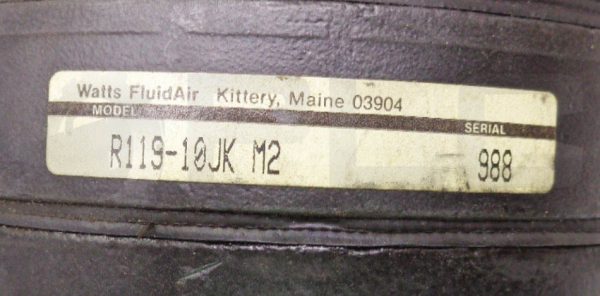 Watts FluidAir Kittery, Maine 03904
MODEL SERIAL
R119-10JK M2 988